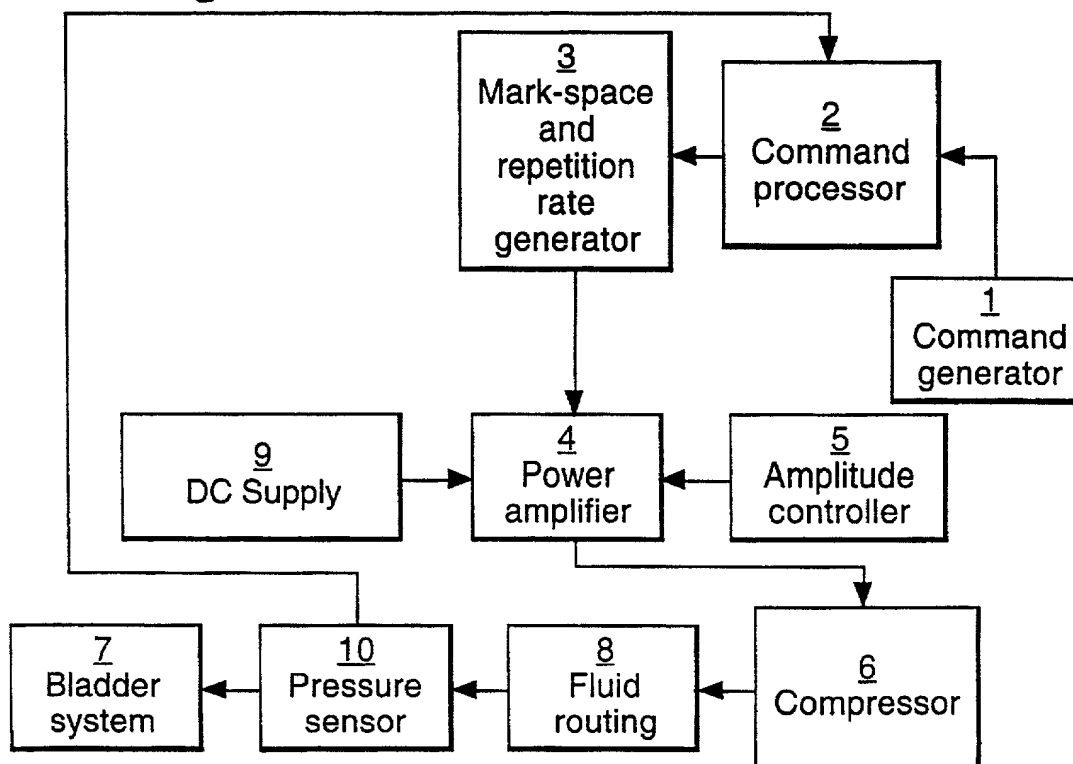 3
Mark-space
and
repetition
rate
generator
2
Command
processor
1
Command
generator
9
DC Supply
4
Power
amplifier
5
Amplitude
controller
7
Bladder
system
10
Pressure
sensor
8
Fluid
routing
6
Compressor